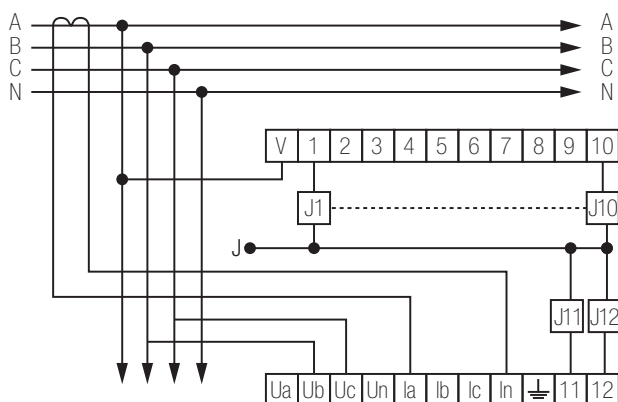 A A
B B
C C
N N
V 1 2 3 4 5 6 7 8 9 10
J1 J10
J
J11 J12
Ua Ub Uc Un Ia Ib Ic In 11 12